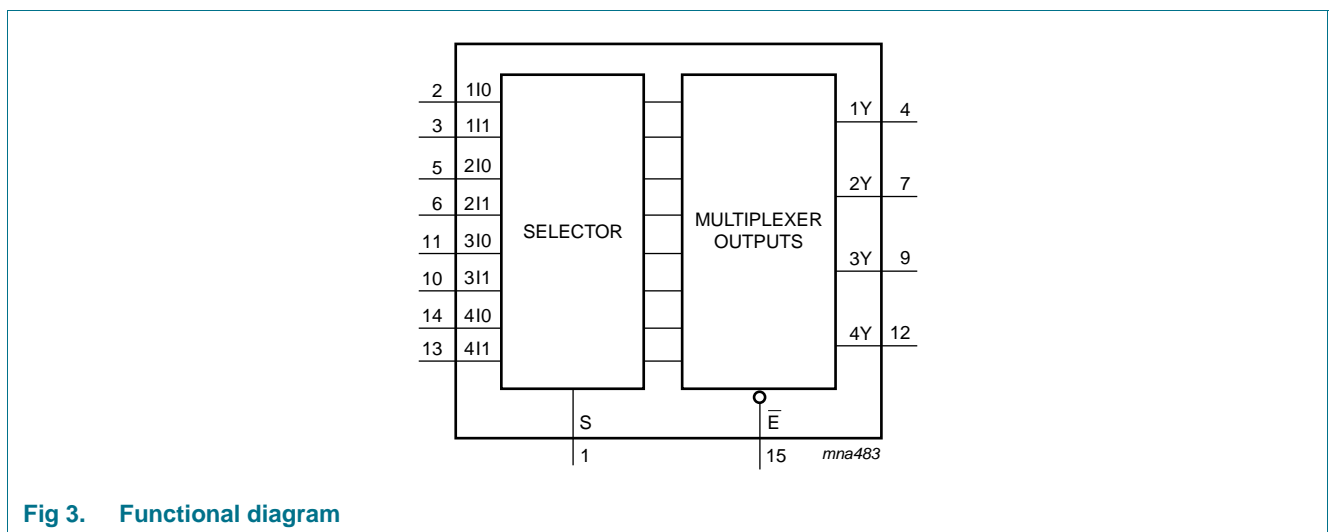 2 1I0
3 1I1
5 2I0
6 2I1
11 3I0
10 3I1
14 4I0
13 4I1
SELECTOR
MULTIPLEXER
OUTPUTS
1Y 4
2Y 7
3Y 9
4Y 12
S
1
E̅
15
mna483
Fig 3. Functional diagram